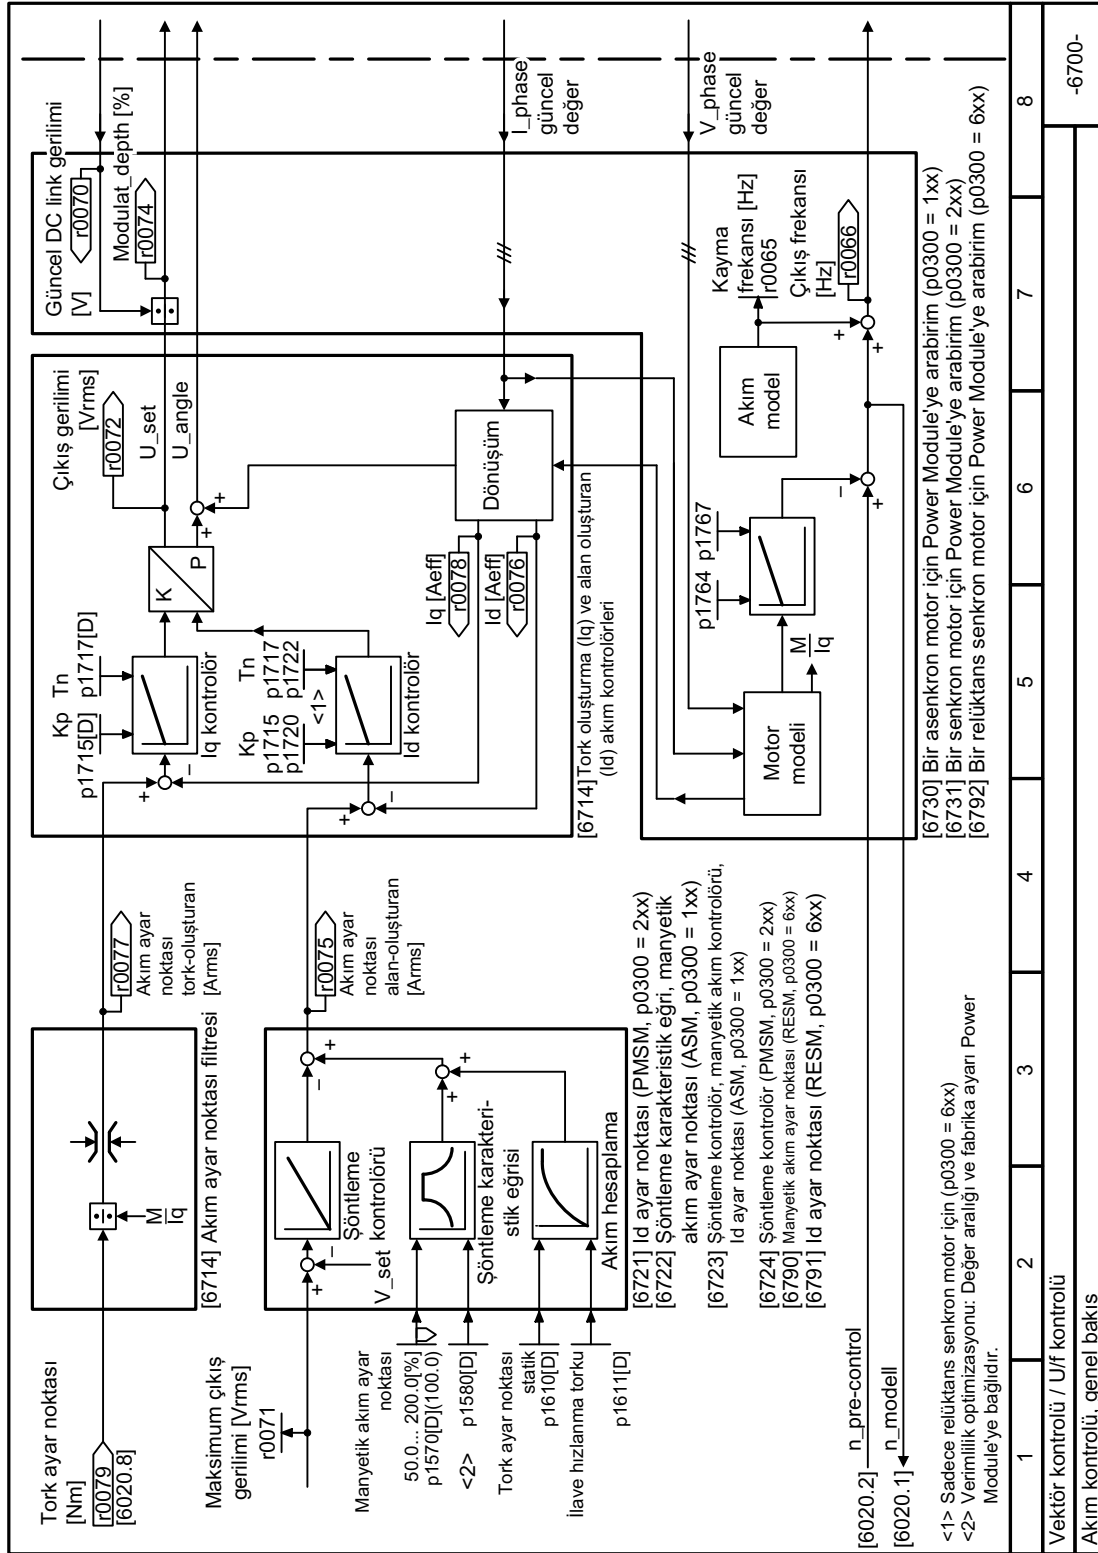 Tork ayar noktası
[Nm]
r0079
[6020.8]
M
Iq
[6714] Akım ayar noktası filtresi
r0077
Akım ayar
noktası
tork-oluşturan
[Arms]
Maksimum çıkış
gerilimi [Vrms]
r0071
V_set
Şöntleme
kontrolörü
Manyetik akım ayar
noktası
50.0... 200.0[%]
p1570[D](100.0)
<2> p1580[D]
Şöntleme karakteri-
stik eğrisi
Tork ayar noktası
statik
p1610[D]
İlave hızlanma torku
p1611[D]
Akım hesaplama
r0075
Akım ayar
noktası
alan-oluşturan
[Arms]
[6721] Id ayar noktası (PMSM, p0300 = 2xx)
[6722] Şöntleme karakteristik eğri, manyetik
akım ayar noktası (ASM, p0300 = 1xx)
[6723] Şöntleme kontrolör, manyetik akım kontrolörü,
Id ayar noktası (ASM, p0300 = 1xx)
[6724] Şöntleme kontrolör (PMSM, p0300 = 2xx)
[6790] Manyetik akım ayar noktası (RESM, p0300 = 6xx)
[6791] Id ayar noktası (RESM, p0300 = 6xx)
Kp Tn
p1715[D] p1717[D]
Iq kontrolör
Kp Tn
p1715 p1717
p1720 p1722
<1>
Id kontrolör
K
P
Çıkış gerilimi
[Vrms]
r0072
U_set
U_angle
Iq [Aeff]
r0078
Id [Aeff]
r0076
Dönüşüm
[6714] Tork oluşturma (Iq) ve alan oluşturan
(Id) akım kontrolörleri
Güncel DC link gerilimi
[V]
r0070
Modulat_depth [%]
r0074
I_phase
güncel
değer
V_phase
güncel
değer
Motor
modeli
M
Iq
p1764 p1767
Akım
model
Kayma
frekansı [Hz]
r0065
Çıkış frekansı
[Hz]
r0066
[6730] Bir asenkron motor için Power Module'ye arabirim (p0300 = 1xx)
[6731] Bir senkron motor için Power Module'ye arabirim (p0300 = 2xx)
[6792] Bir relüktans senkron motor için Power Module'ye arabirim (p0300 = 6xx)
[6020.2] n_pre-control
[6020.1] n_modell
<1> Sadece relüktans senkron motor için (p0300 = 6xx)
<2> Verimlilik optimizasyonu: Değer aralığı ve fabrika ayarı Power
Module'ye bağlıdır.
1 2 3 4 5 6 7 8
Vektör kontrolü / U/f kontrolü
Akım kontrolü, genel bakış
-6700-